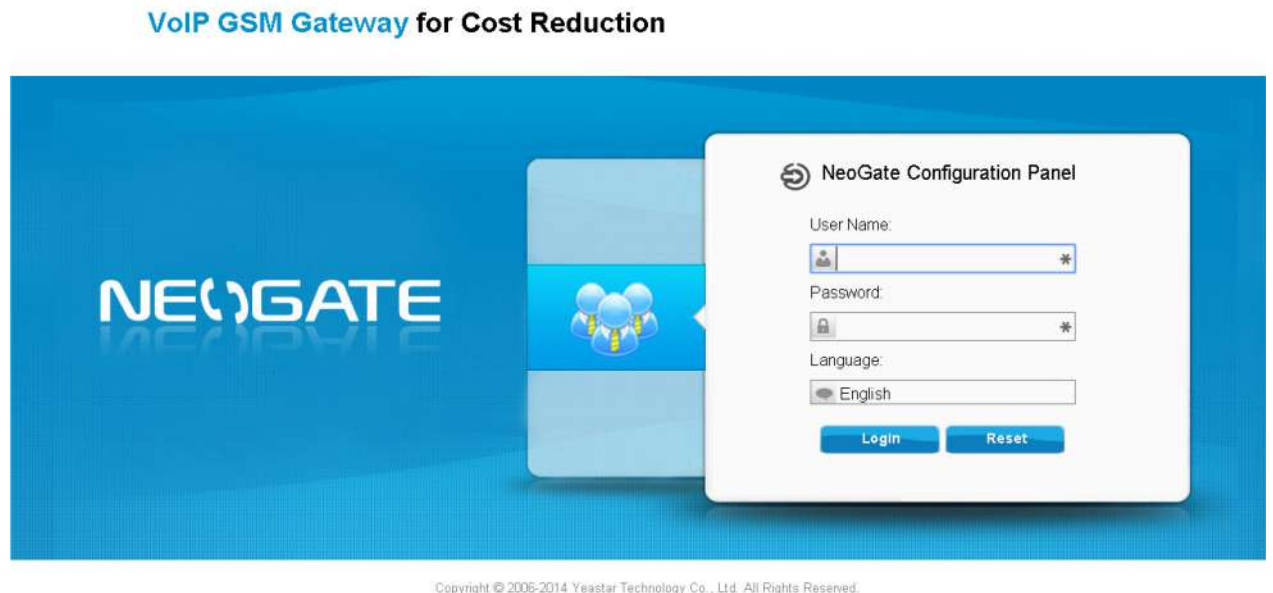 VoIP GSM Gateway for Cost Reduction
NEOGATE
NeoGate Configuration Panel
User Name:
*
Password:
*
Language:
English
Login Reset
Copyright © 2006-2014 Yeastar Technology Co., Ltd. All Rights Reserved.